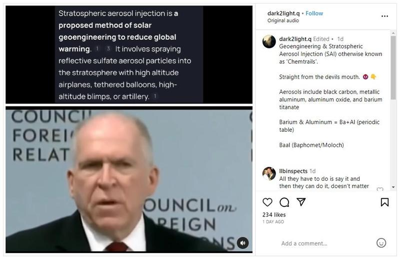 Stratospheric aerosol injection is a
proposed method of solar
geoengineering to reduce global
warming. It involves spraying
reflective sulfate aerosol particles into
the stratosphere with high altitude
airplanes, tethered balloons, high-
altitude blimps, or artillery.
COUNCIL
FOREIG
RELAT
OUNCIL on
REIGN
NS
dark2light.q • Follow
Original audio
dark2light.q Edited • 1d
Geoengineering & Stratospheric
Aerosol Injection (SAI) otherwise known
as 'Chemtrails'.
Straight from the devils mouth. 😈👇
Aerosols include black carbon, metallic
aluminum, aluminum oxide, and barium
titanate
Barium & Aluminum = Ba+Al (periodic
table)
Baal (Baphomet/Moloch)
llbinspects 1d
All they have to do is say it and
then they can do it, doesn't matter
234 likes
1 DAY AGO
Add a comment...